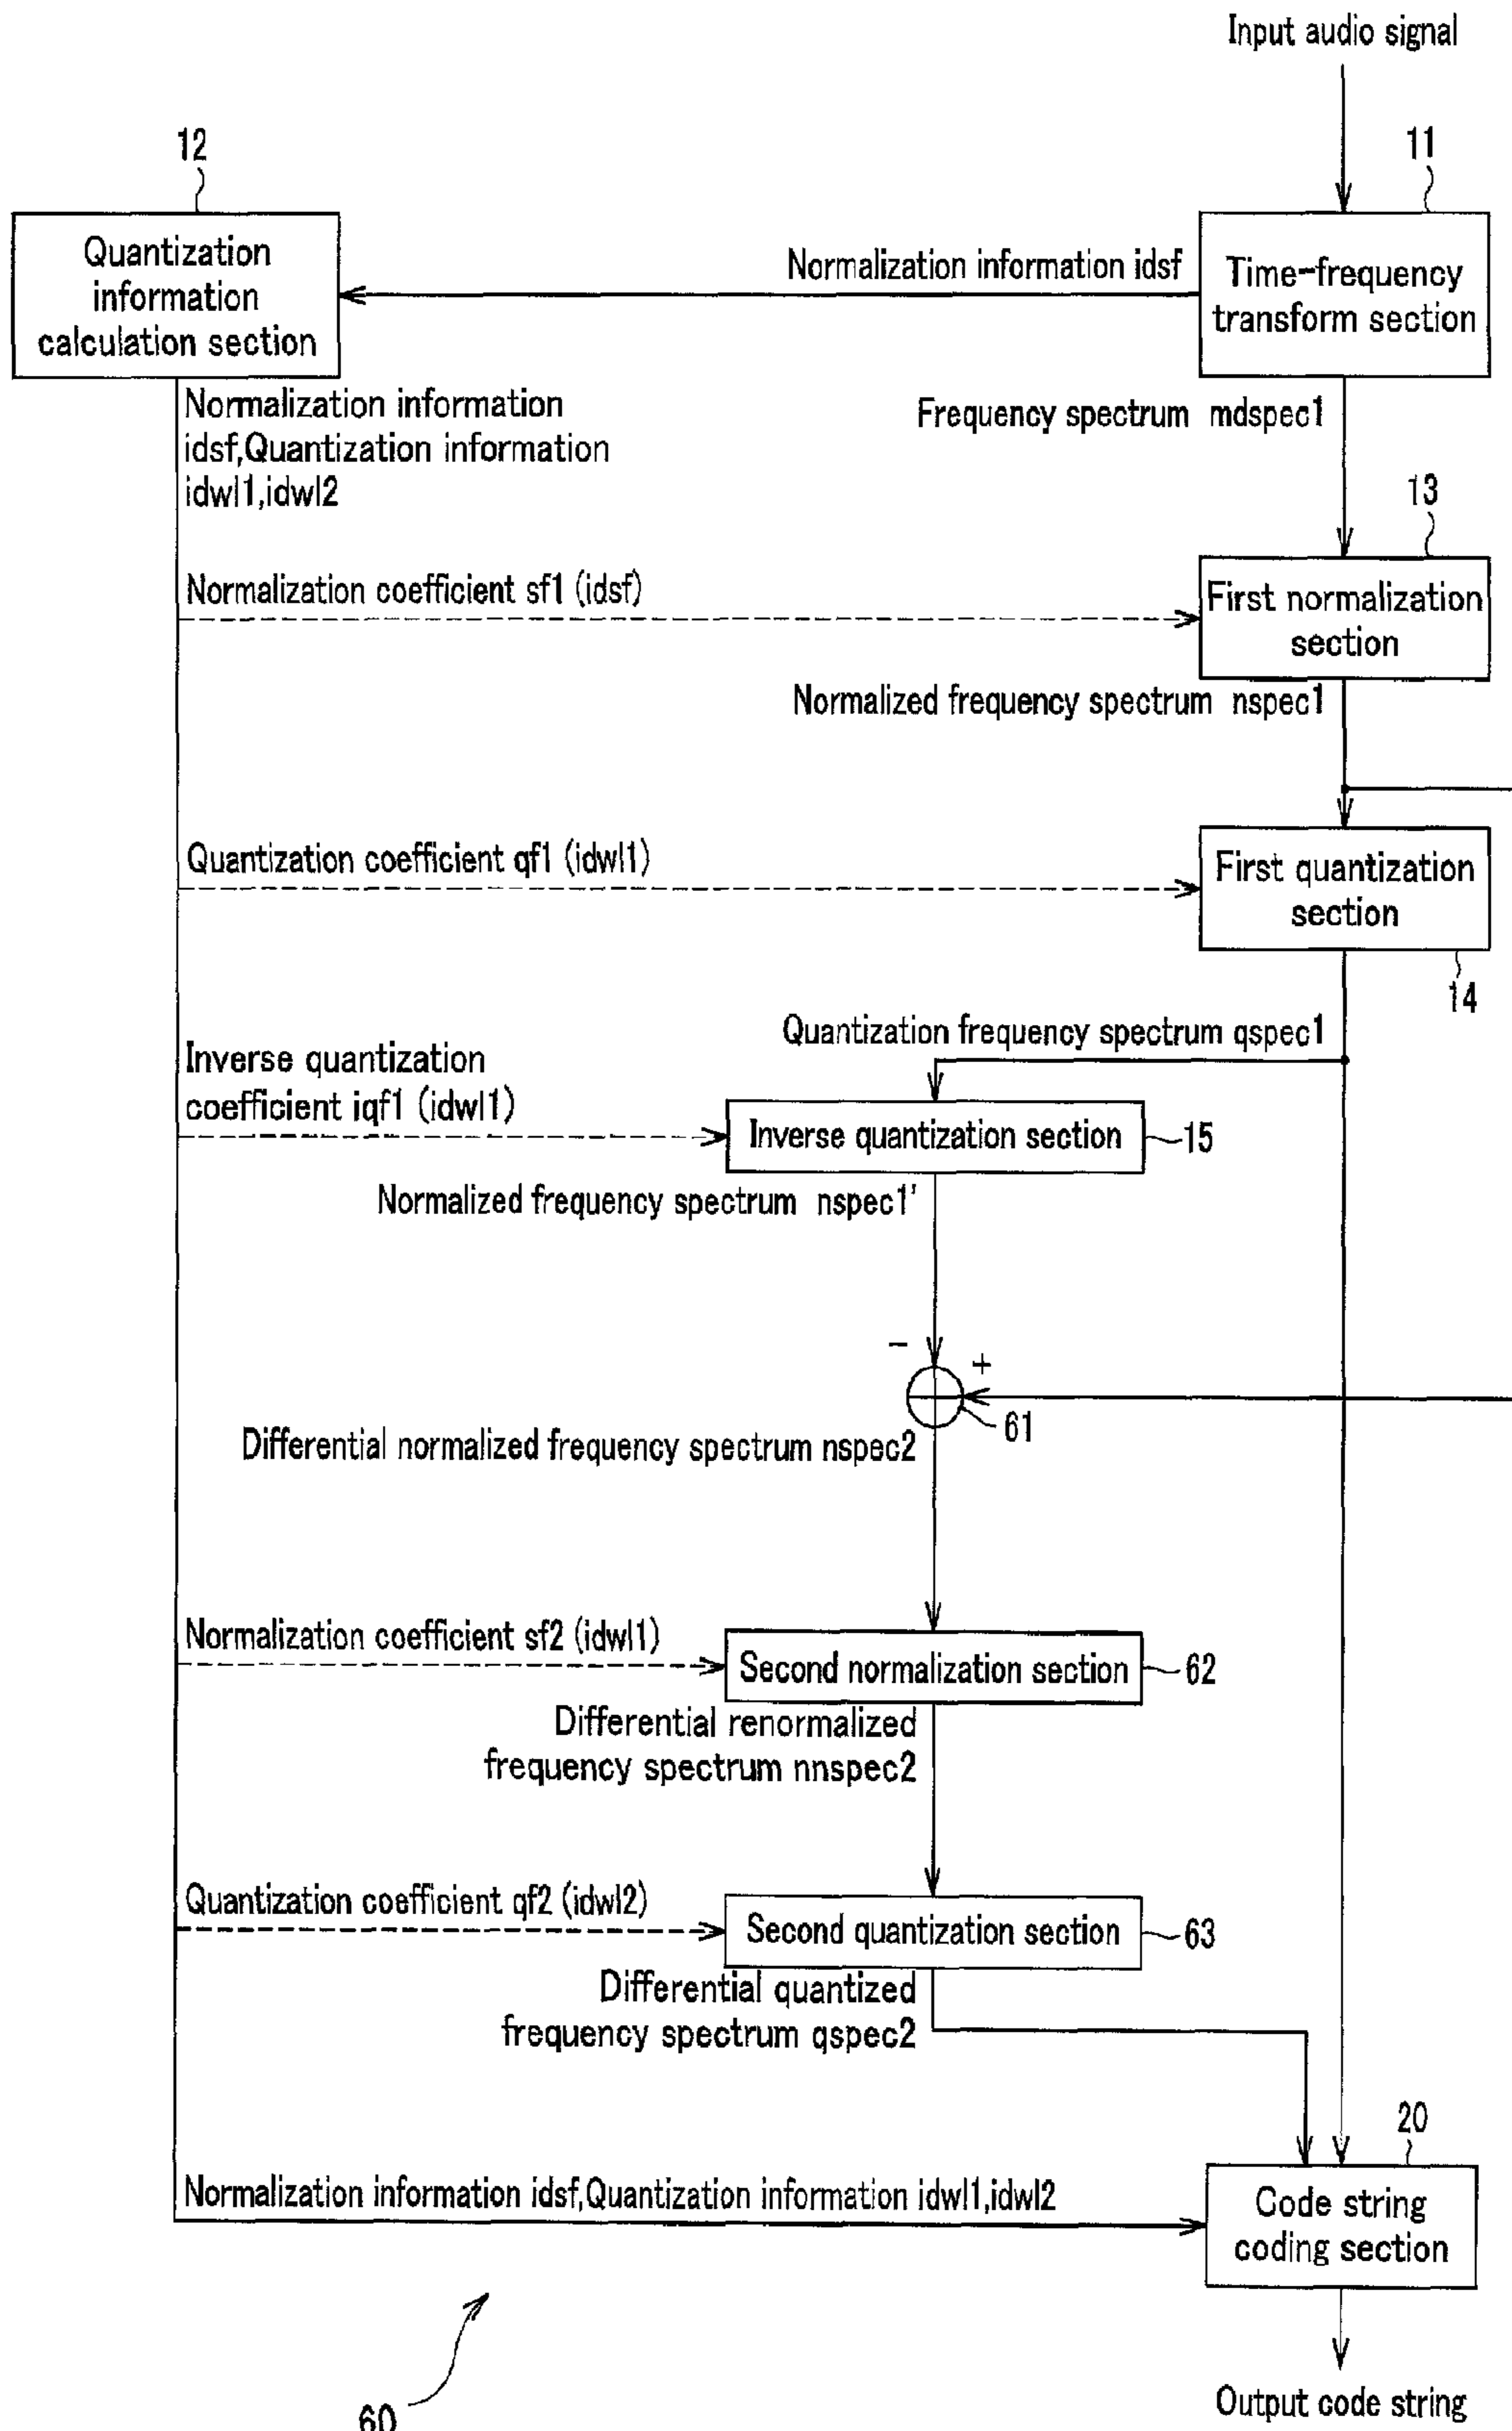 Input audio signal
12
11
Quantization
information
calculation section
Normalization information idsf
Time-frequency
transform section
Normalization information
idsf,Quantization information
idwl1,idwl2
Frequency spectrum mdspec1
13
Normalization coefficient sf1 (idsf)
First normalization
section
Normalized frequency spectrum nspec1
Quantization coefficient qf1 (idwl1)
First quantization
section
14
Quantization frequency spectrum qspec1
Inverse quantization
coefficient iqf1 (idwl1)
Inverse quantization section
15
Normalized frequency spectrum nspec1'
−
+
61
Differential normalized frequency spectrum nspec2
Normalization coefficient sf2 (idwl1)
Second normalization section
62
Differential renormalized
frequency spectrum nnspec2
Quantization coefficient qf2 (idwl2)
Second quantization section
63
Differential quantized
frequency spectrum qspec2
20
Normalization information idsf,Quantization information idwl1,idwl2
Code string
coding section
60
Output code string